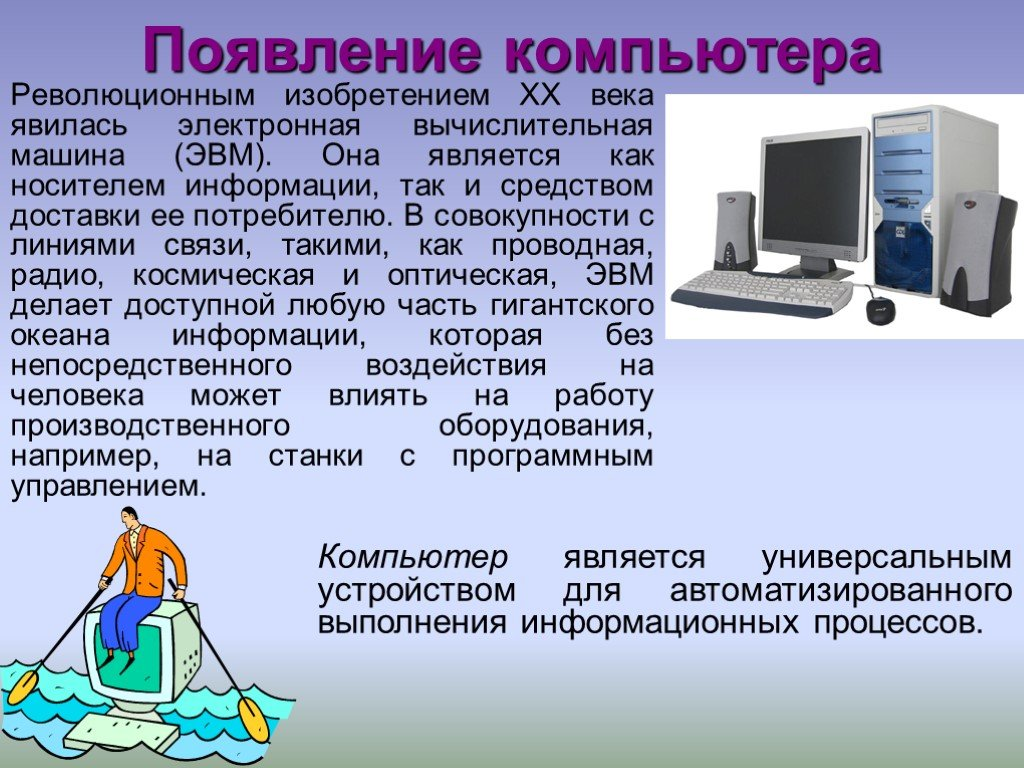 Появление компьютера
Революционным изобретением XX века
явилась электронная вычислительная
машина (ЭВМ). Она является как
носителем информации, так и средством
доставки ее потребителю. В совокупности с
линиями связи, такими, как проводная,
радио, космическая и оптическая, ЭВМ
делает доступной любую часть гигантского
океана информации, которая без
непосредственного воздействия на
человека может влиять на работу
производственного оборудования,
например, на станки с программным
управлением.
Компьютер является универсальным
устройством для автоматизированного
выполнения информационных процессов.